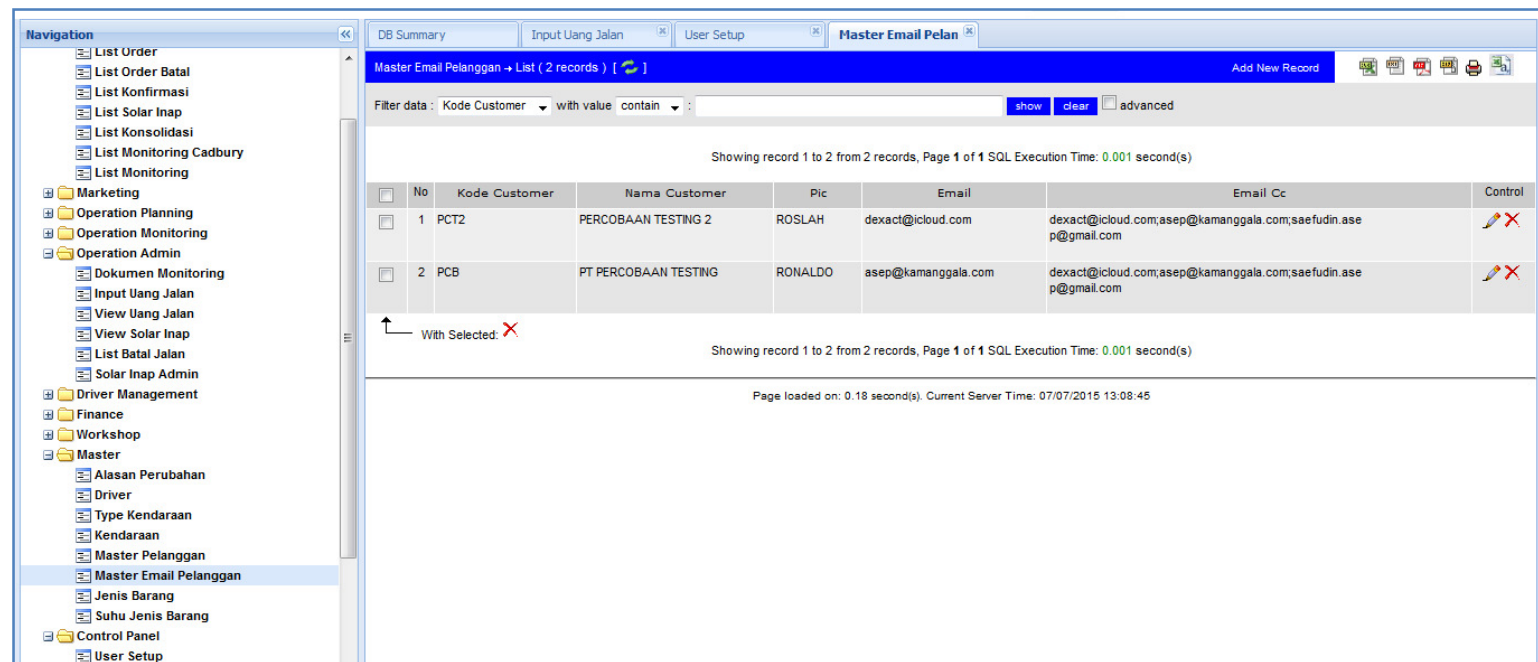 Navigation
List Order
List Order Batal
List Konfirmasi
List Solar Inap
List Konsolidasi
List Monitoring Cadbury
List Monitoring
Marketing
Operation Planning
Operation Monitoring
Operation Admin
Dokumen Monitoring
Input Uang Jalan
View Uang Jalan
View Solar Inap
List Batal Jalan
Solar Inap Admin
Driver Management
Finance
Workshop
Master
Alasan Perubahan
Driver
Type Kendaraan
Kendaraan
Master Pelanggan
Master Email Pelanggan
Jenis Barang
Suhu Jenis Barang
Control Panel
User Setup
DB Summary Input Uang Jalan User Setup Master Email Pelan
Master Email Pelanggan → List ( 2 records ) [ ] Add New Record
Filter data : Kode Customer with value contain : show clear advanced
Showing record 1 to 2 from 2 records, Page 1 of 1 SQL Execution Time: 0.001 second(s)
No Kode Customer Nama Customer Pic Email Email Cc Control
1 PCT2 PERCOBAAN TESTING 2 ROSLAH dexact@icloud.com dexact@icloud.com;asep@kamanggala.com;saefudin.ase
p@gmail.com
2 PCB PT PERCOBAAN TESTING RONALDO asep@kamanggala.com dexact@icloud.com;asep@kamanggala.com;saefudin.ase
p@gmail.com
With Selected:
Showing record 1 to 2 from 2 records, Page 1 of 1 SQL Execution Time: 0.001 second(s)
Page loaded on: 0.18 second(s). Current Server Time: 07/07/2015 13:08:45